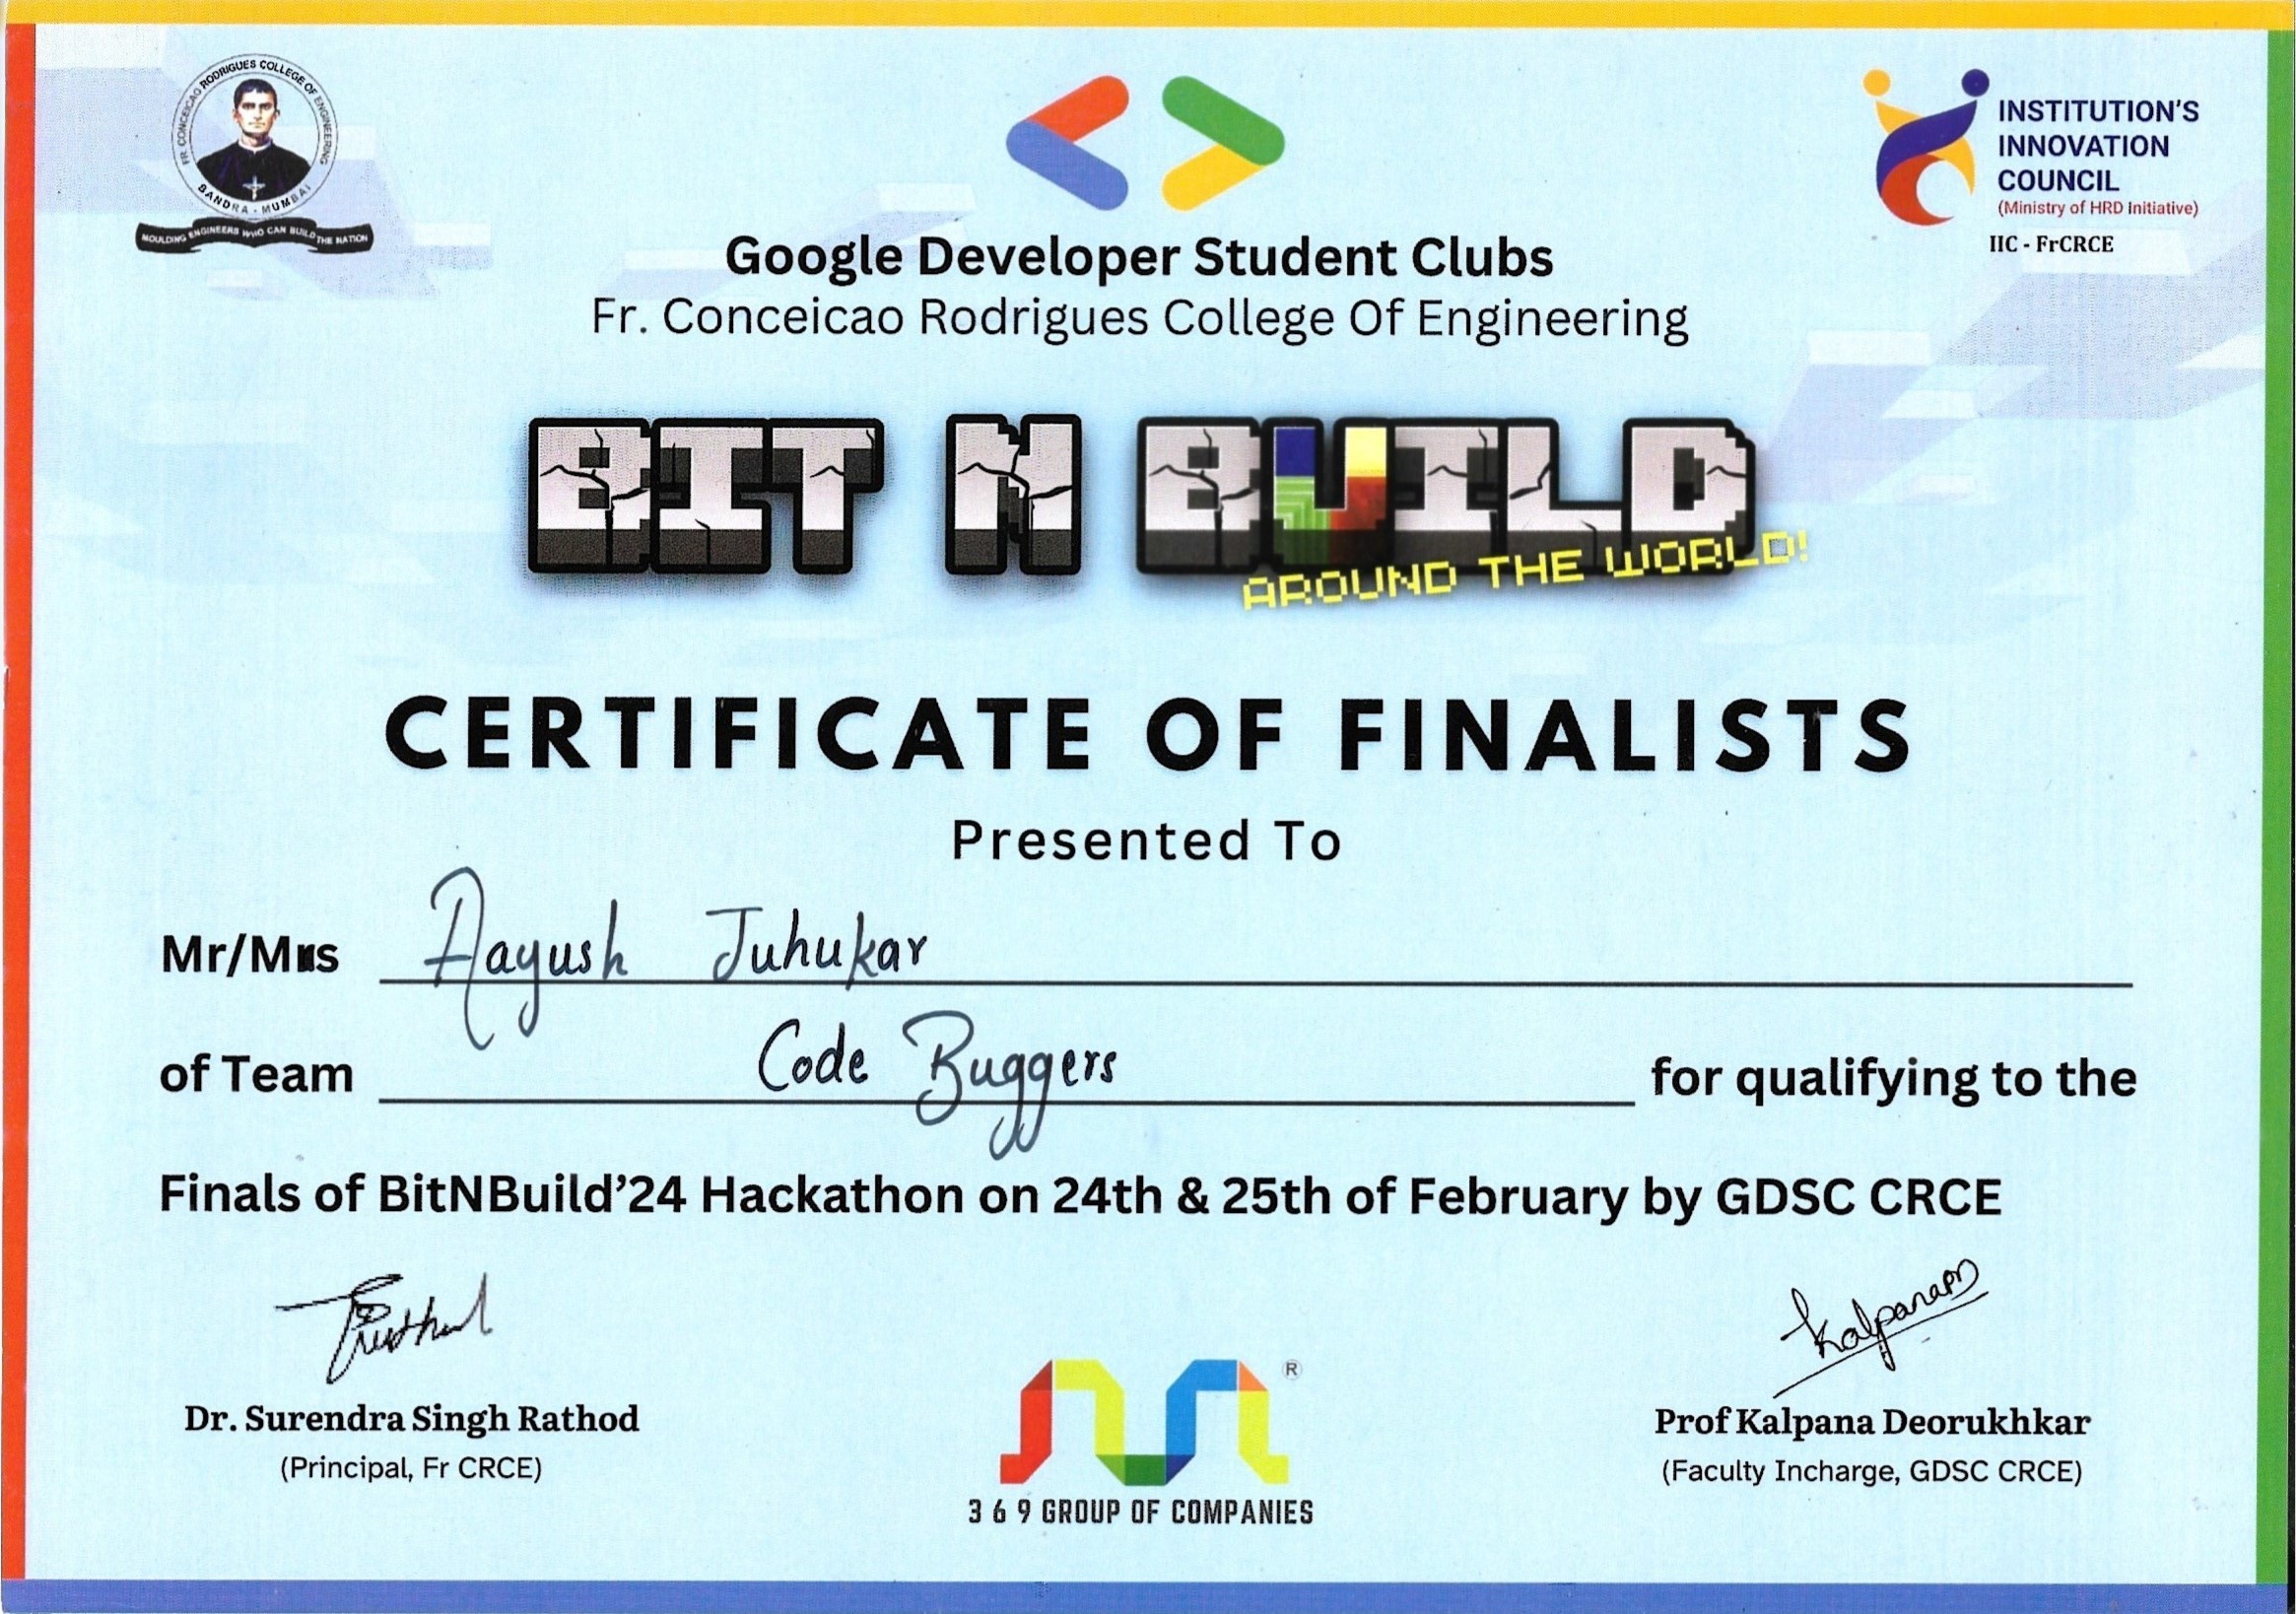 FR. CONCEICAO RODRIGUES COLLEGE OF ENGINEERING
BANDRA - MUMBAI
MOULDING ENGINEERS WHO CAN BUILD THE NATION
INSTITUTION'S
INNOVATION
COUNCIL
(Ministry of HRD Initiative)
IIC - FrCRCE
Google Developer Student Clubs
Fr. Conceicao Rodrigues College Of Engineering
BIT N BUILD
AROUND THE WORLD!
CERTIFICATE OF FINALISTS
Presented To
Mr/Mrs Aayush Juhukar
of Team Code Buggers for qualifying to the
Finals of BitNBuild'24 Hackathon on 24th & 25th of February by GDSC CRCE
Kalpana
Dr. Surendra Singh Rathod
(Principal, Fr CRCE)
®
3 6 9 GROUP OF COMPANIES
Prof Kalpana Deorukhkar
(Faculty Incharge, GDSC CRCE)